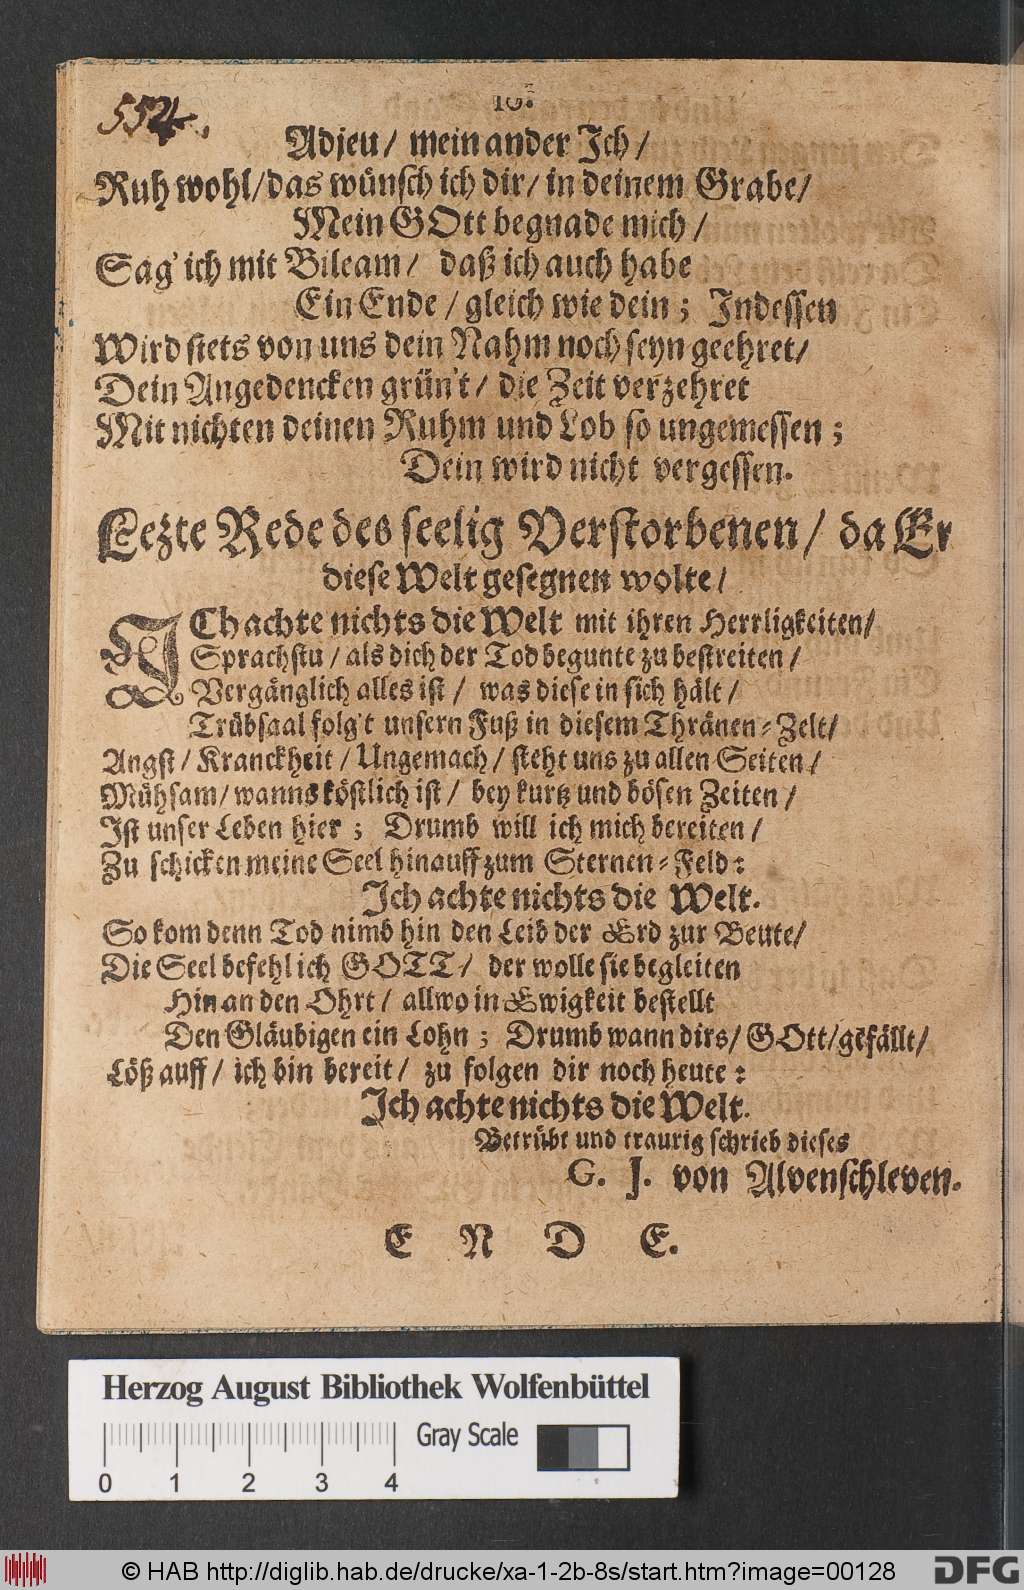 554.
10.
Adjeu / mein ander Jch /
Ruh wohl / das wünsch ich dir / in deinem Grabe /
Mein GOtt begnade mich /
Sag' ich mit Bileam / daß ich auch habe
Ein Ende / gleich wie dein ; Jndessen
Wird stets von uns dein Nahm noch seyn geehret /
Dein Angedencken grün't / die Zeit verzehret
Mit nichten deinen Ruhm und Lob so ungemessen ;
Dein wird nicht vergessen.
Lezte Rede des seelig Verstorbenen / da Er
diese Welt gesegnen wolte /
JCh achte nichts die Welt mit ihren Herrligkeiten /
Sprachstu / als dich der Tod begunte zu bestreiten /
Vergänglich alles ist / was diese in sich hält /
Trübsaal folg't unsern Fuß in diesem Thränen-Zelt /
Angst / Kranckheit / Ungemach / steht uns zu allen Seiten /
Mühsam / wanns köstlich ist / bey kurtz und bösen Zeiten /
Jst unser Leben hier ; Drumb will ich mich bereiten /
Zu schicken meine Seel hinauff zum Sternen-Feld :
Jch achte nichts die Welt.
So kom denn Tod nimb hin den Leib der Erd zur Beute /
Die Seel befehl ich GOTT / der wolle sie begleiten
Hin an den Ohrt / allwo in Ewigkeit bestellt
Den Gläubigen ein Lohn ; Drumb wann dirs / GOtt / gefällt /
Löß auff / ich bin bereit / zu folgen dir noch heute :
Jch achte nichts die Welt.
Betrübt und traurig schrieb dieses
G. J. von Alvenschleven.
E N D E.
Herzog August Bibliothek Wolfenbüttel
Gray Scale
0 1 2 3 4
© HAB http://diglib.hab.de/drucke/xa-1-2b-8s/start.htm?image=00128
DFG